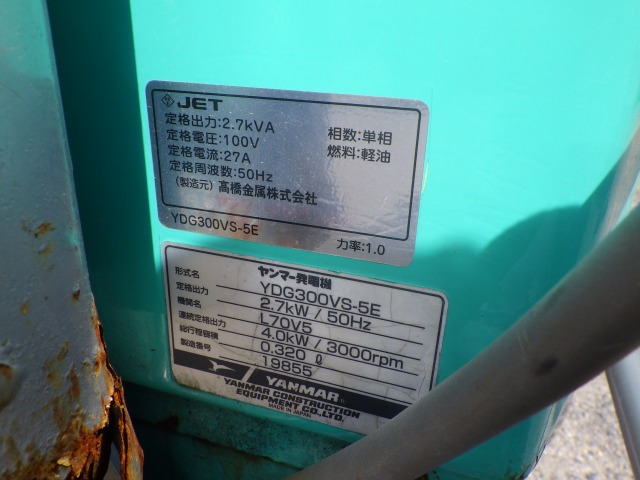 JET
定格出力:2.7kVA
定格電圧:100V 相数:単相
定格電流:27A 燃料:軽油
定格周波数:50Hz
(製造元) 髙橋金属株式会社
YDG300VS-5E
力率:1.0
ヤンマー発電機
形式名 YDG300VS-5E
定格出力 2.7kW / 50Hz
機関名 L70V5
連続定格出力 4.0kW / 3000rpm
総行程容積 0.320 ℓ
製造番号 19855
YANMAR
YANMAR CONSTRUCTION
EQUIPMENT CO.,LTD.
MADE IN JAPAN